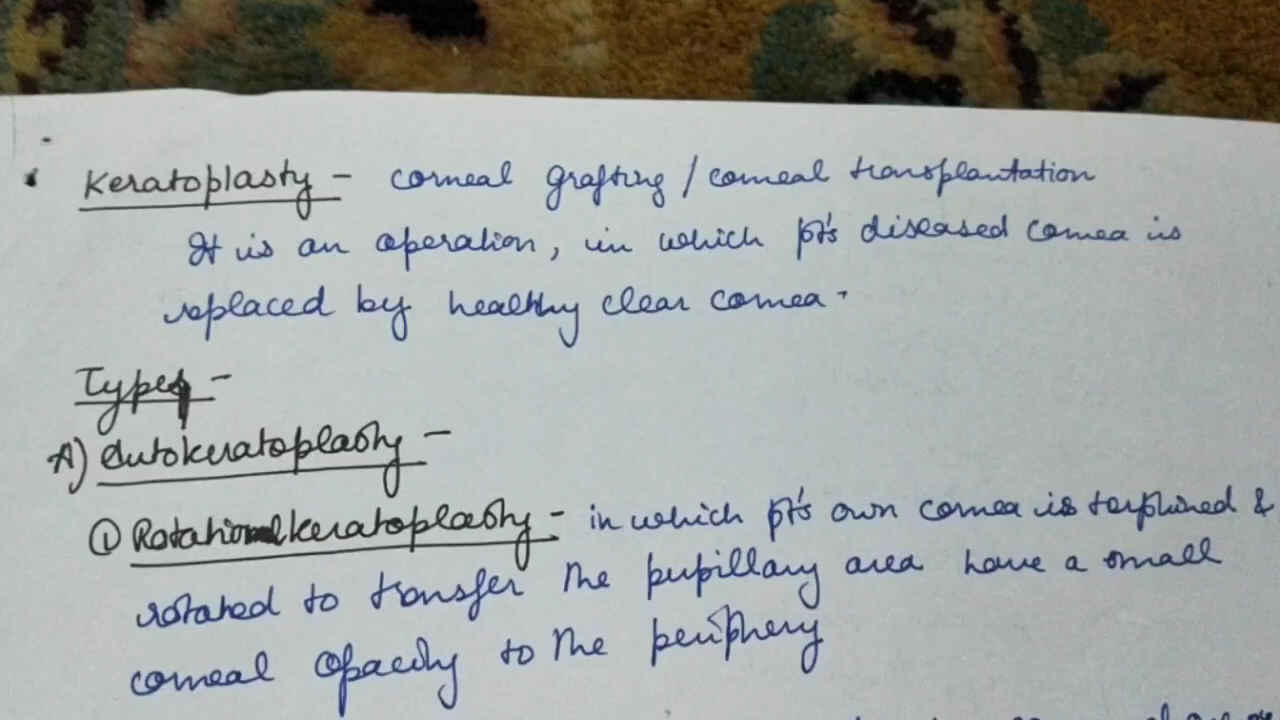 Keratoplasty - corneal grafting / corneal transplantation
It is an operation, in which pt's diseased cornea is
replaced by healthy clear cornea.
Types -
A) Autokeratoplasty -
① Rotational keratoplasty - in which pt's own cornea is terphined &
rotated to transfer the pupillary area have a small
corneal opacity to the periphery